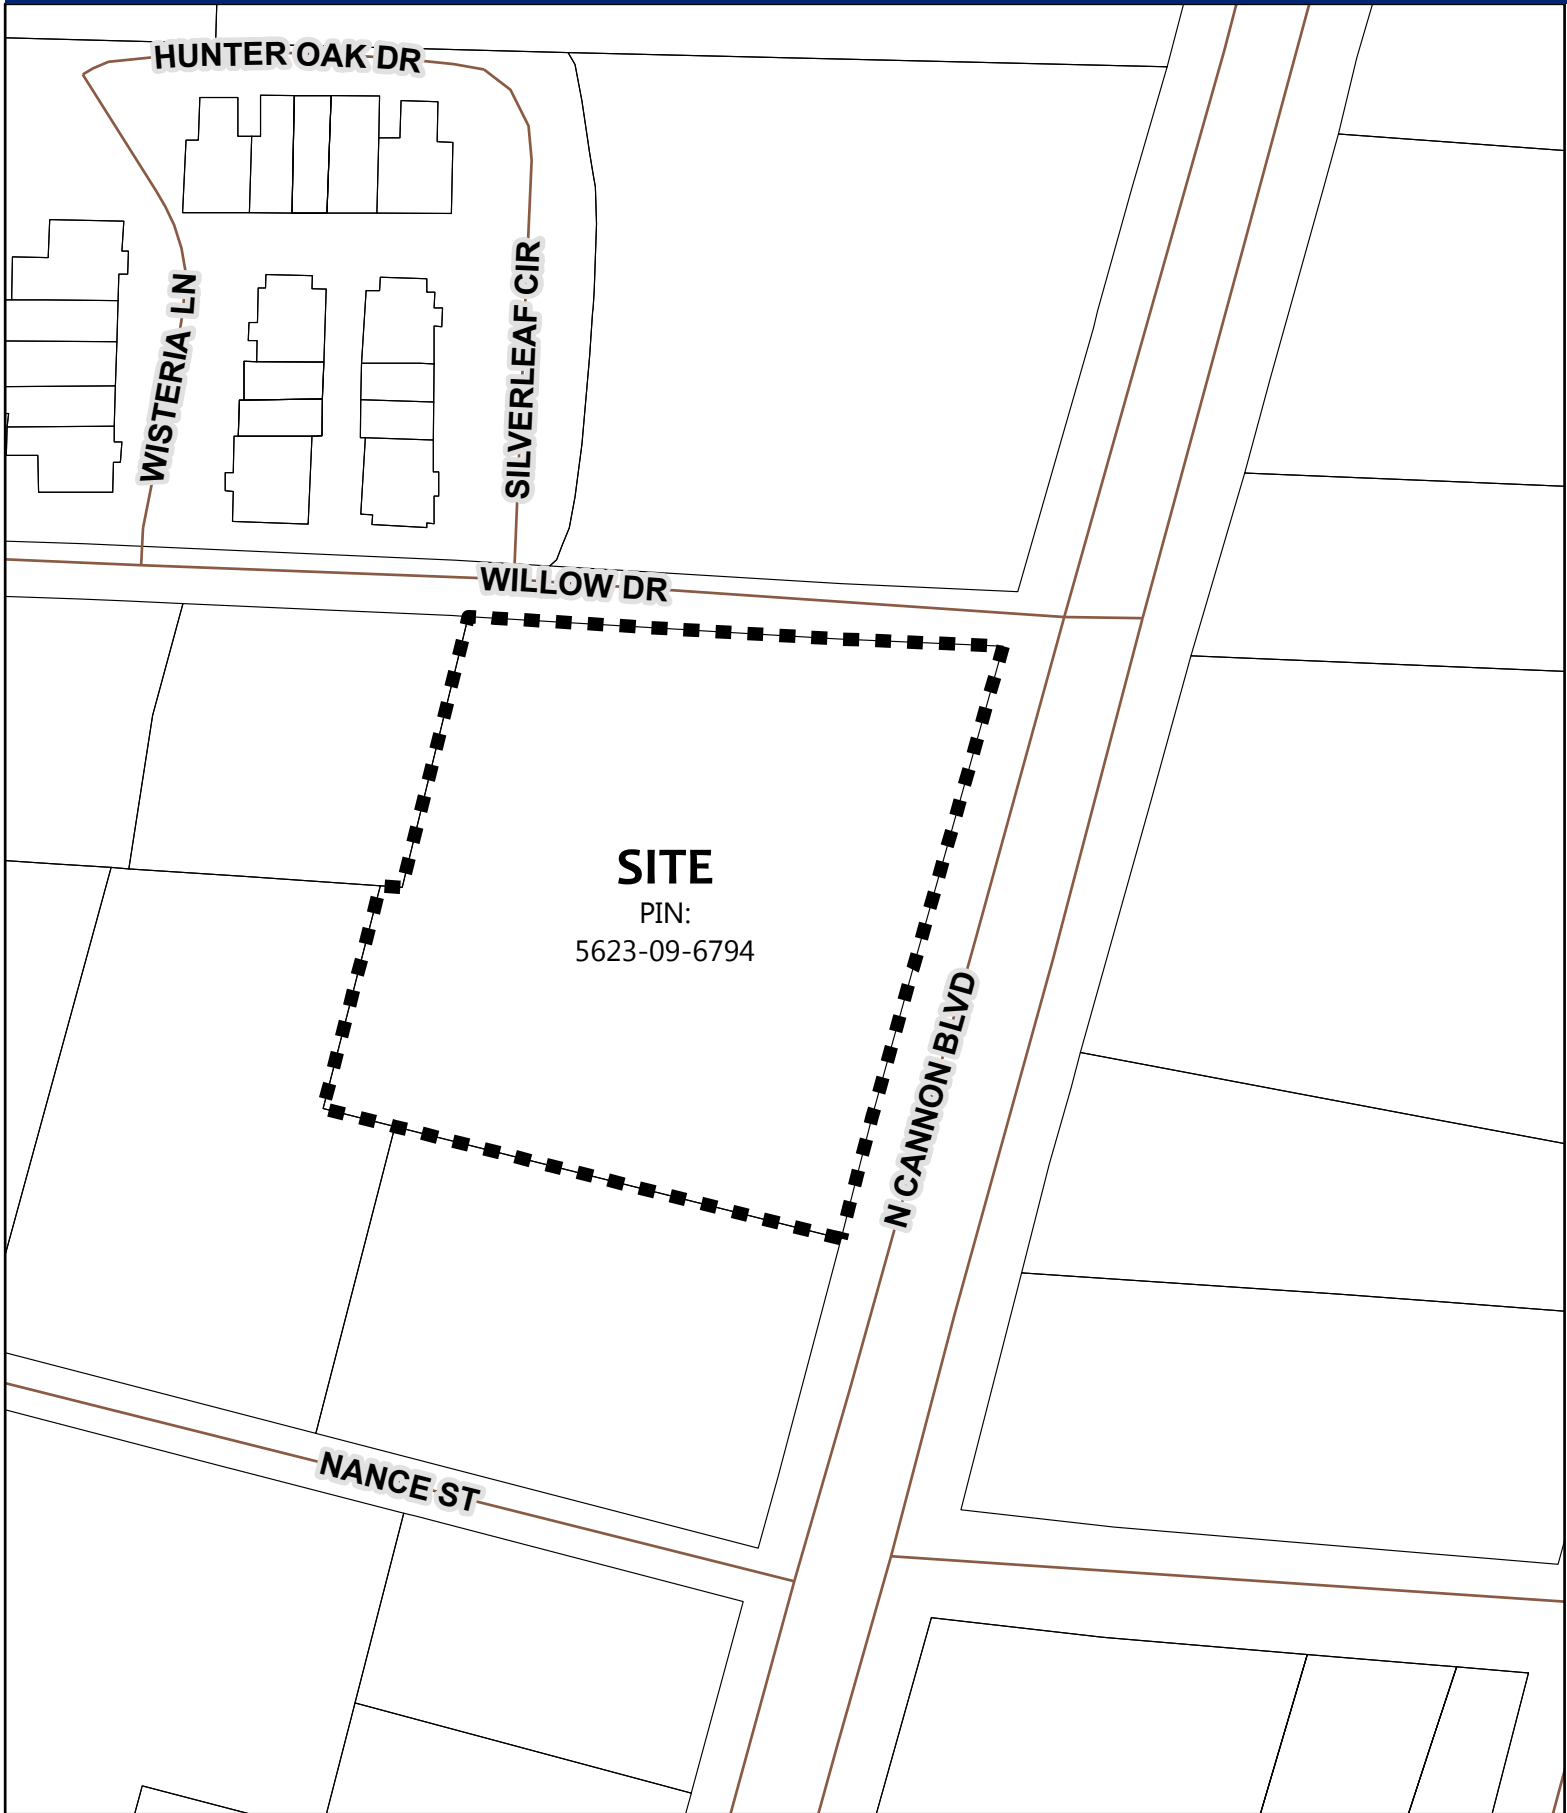 HUNTER OAK DR
WISTERIA LN
SILVERLEAF CIR
WILLOW DR
SITE
PIN:
5623-09-6794
N CANNON BLVD
NANCE ST